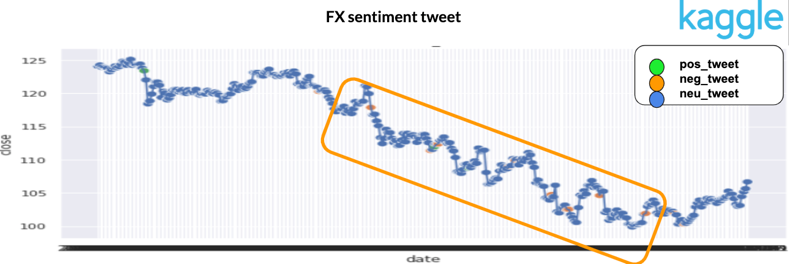 FX sentiment tweet
kaggle
pos_tweet
neg_tweet
neu_tweet
125
120
115
110
105
100
close
date